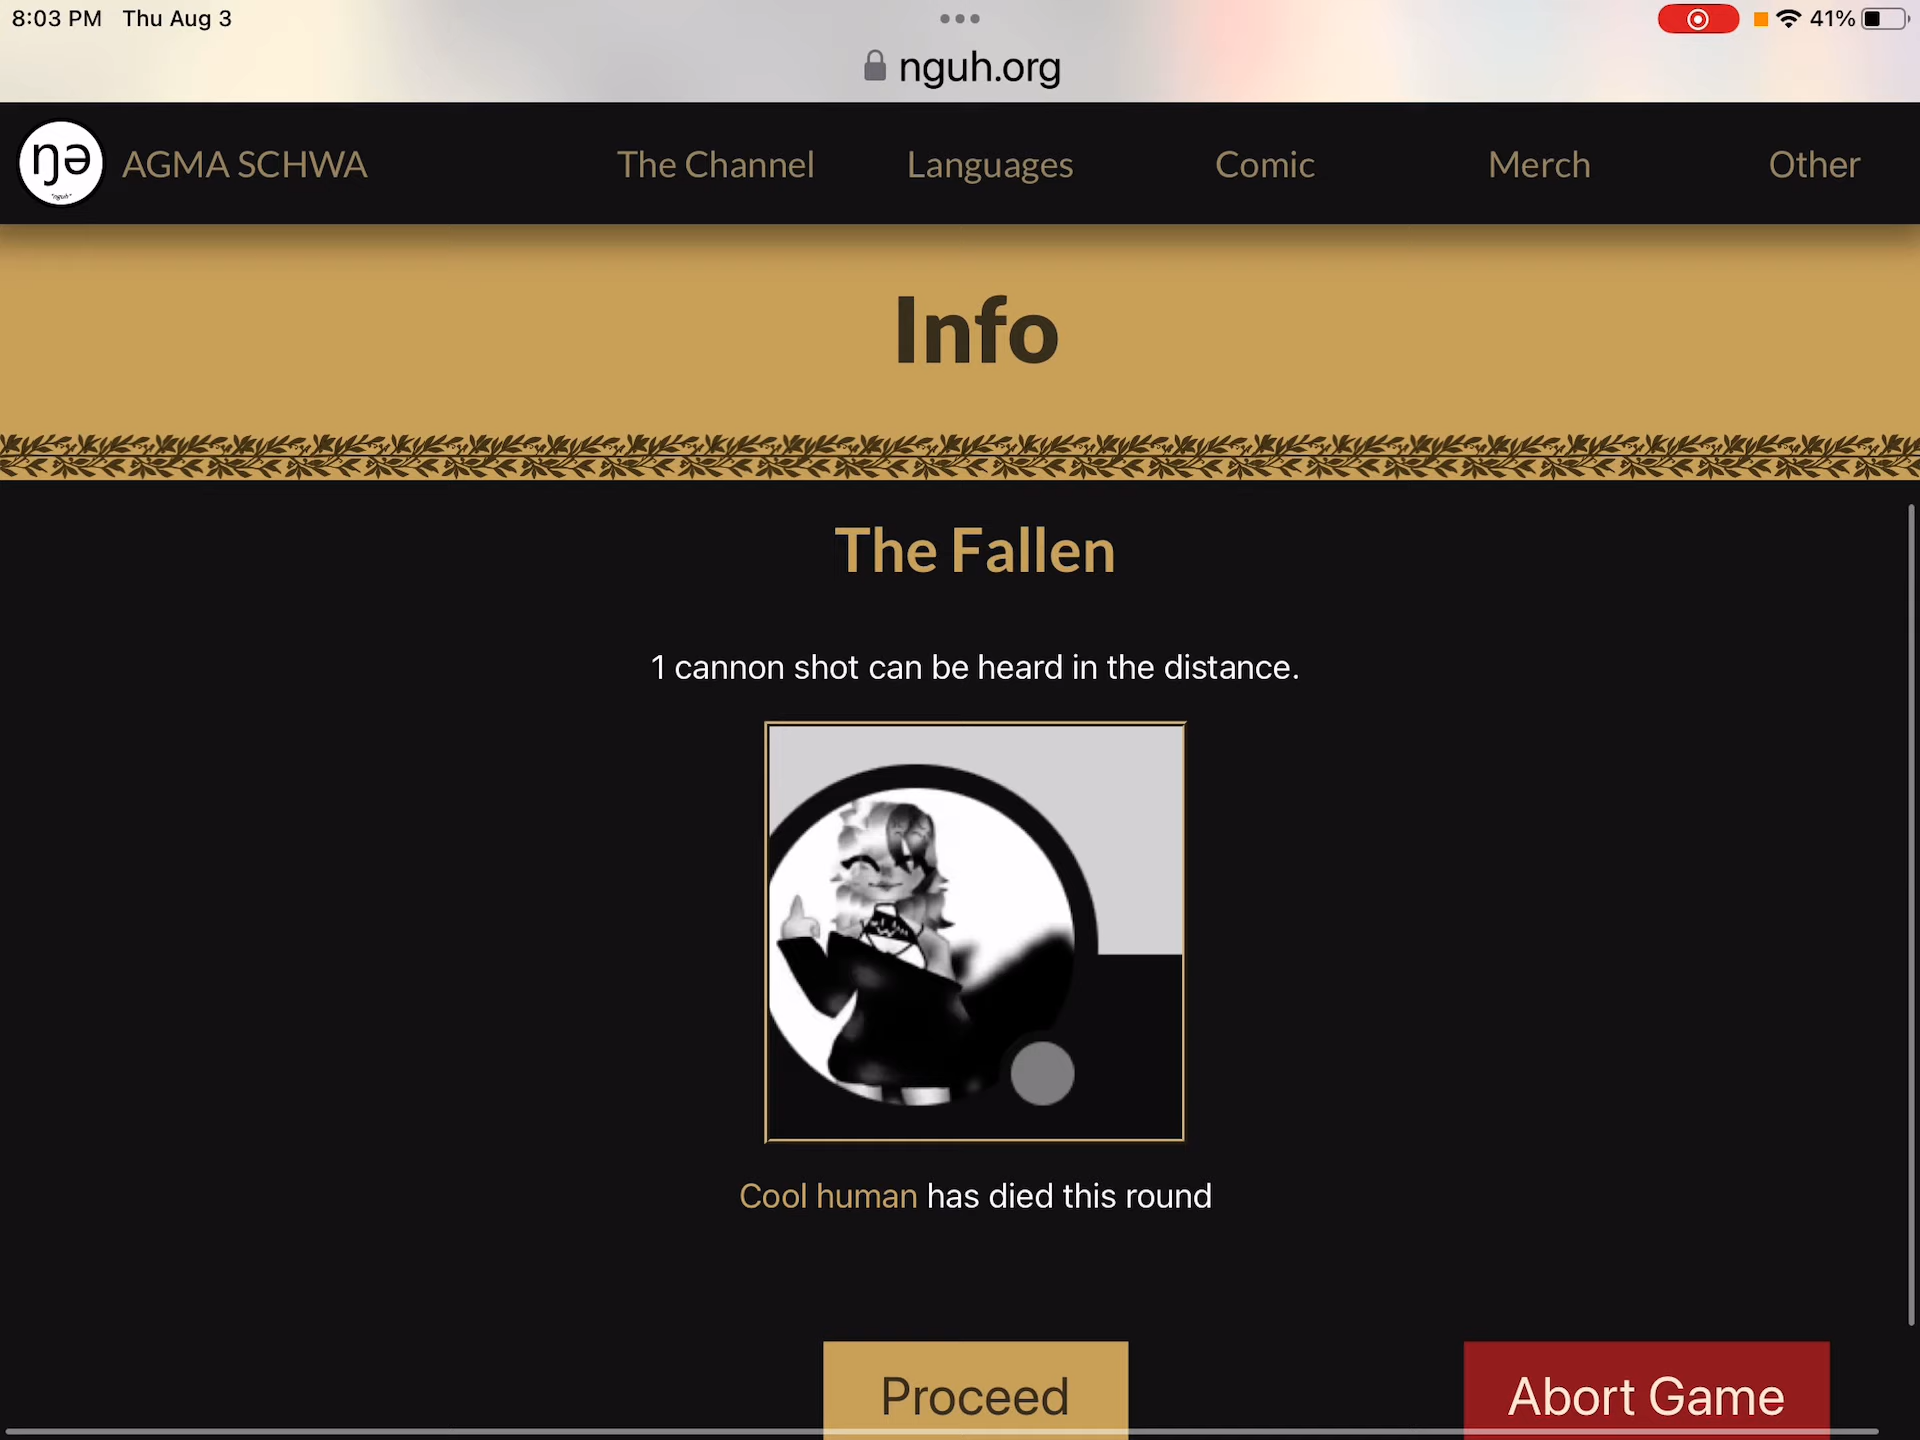 8:03 PM Thu Aug 3
41%
nguh.org
ŋə
"nguh"
AGMA SCHWA
The Channel
Languages
Comic
Merch
Other
Info
The Fallen
1 cannon shot can be heard in the distance.
Cool human has died this round
Proceed
Abort Game